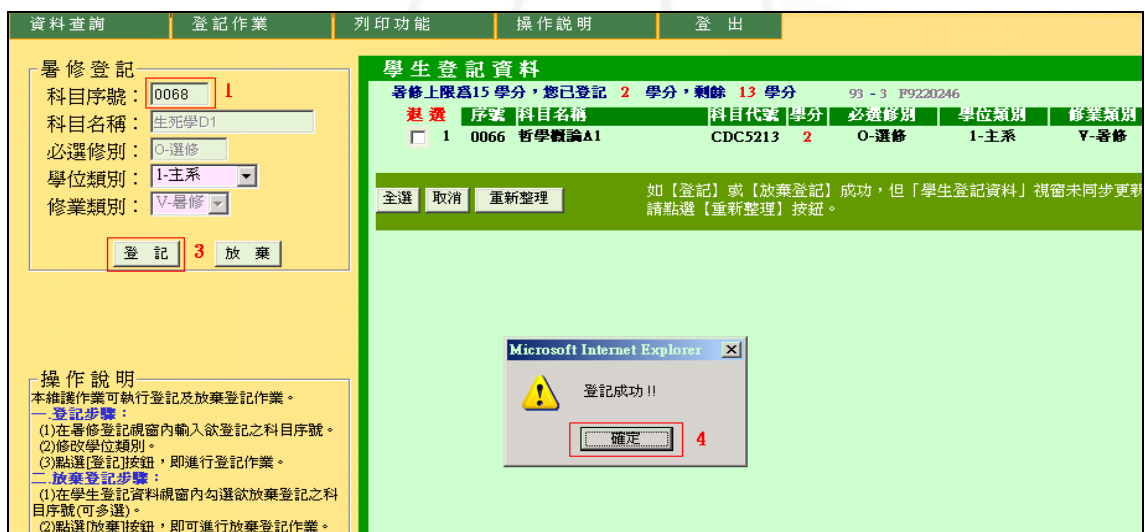 資料查詢 登記作業 列印功能 操作說明 登 出
暑修登記
科目序號： 0068 1
科目名稱： 生死學D1
必選修別： O-選修
學位類別： 1-主系
修業類別： V-暑修
登 記 3 放 棄
操作說明
本維護作業可執行登記及放棄登記作業。
一.登記步驟：
(1)在暑修登記視窗內輸入欲登記之科目序號。
(2)修改學位類別。
(3)點選[登記]按鈕，即進行登記作業。
二.放棄登記步驟：
(1)在學生登記資料視窗內勾選欲放棄登記之科
目序號(可多選)。
(2)點選[放棄]按鈕，即可進行放棄登記作業。
學生登記資料
暑修上限為15 學分，您已登記 2 學分，剩餘 13 學分 93 - 3 F9220246
退選 序號 科目名稱 科目代號 學分 必選修別 學位類別 修業類別
1 0066 哲學概論A1 CDC5213 2 O-選修 1-主系 V-暑修
全選 取消 重新整理
如【登記】或【放棄登記】成功，但「學生登記資料」視窗未同步更新
請點選【重新整理】按鈕。
Microsoft Internet Explorer
登記成功!!
確定 4